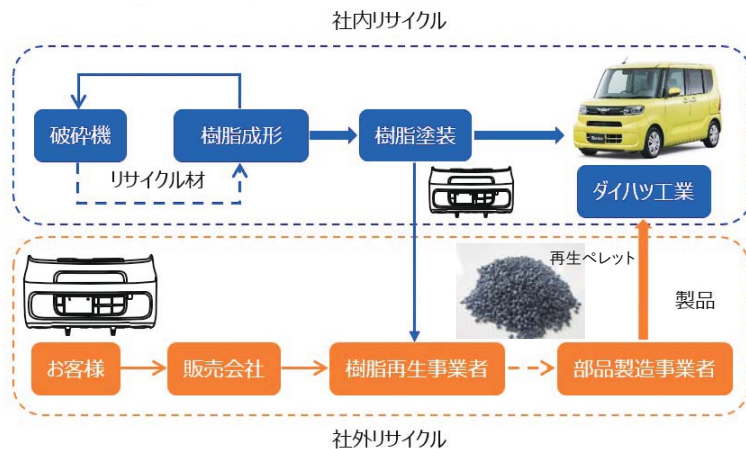 社内リサイクル
破砕機
樹脂成形
樹脂塗装
リサイクル材
ダイハツ工業
再生ペレット
製品
お客様
販売会社
樹脂再生事業者
部品製造事業者
社外リサイクル